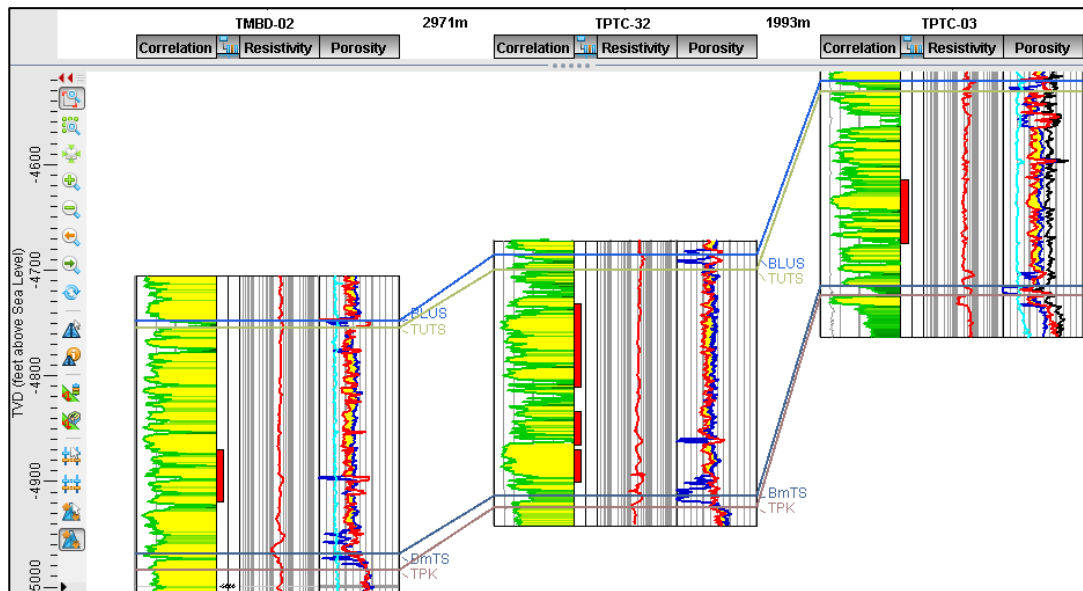 TMBD-02 2971m TPTC-32 1993m TPTC-03
Correlation Resistivity Porosity Correlation Resistivity Porosity Correlation Resistivity Porosity
TVD (feet above Sea Level)
-4600
-4700
-4800
-4900
-5000
BLUS
TUTS
BmTS
TPK
BLUS
TUTS
BmTS
TPK